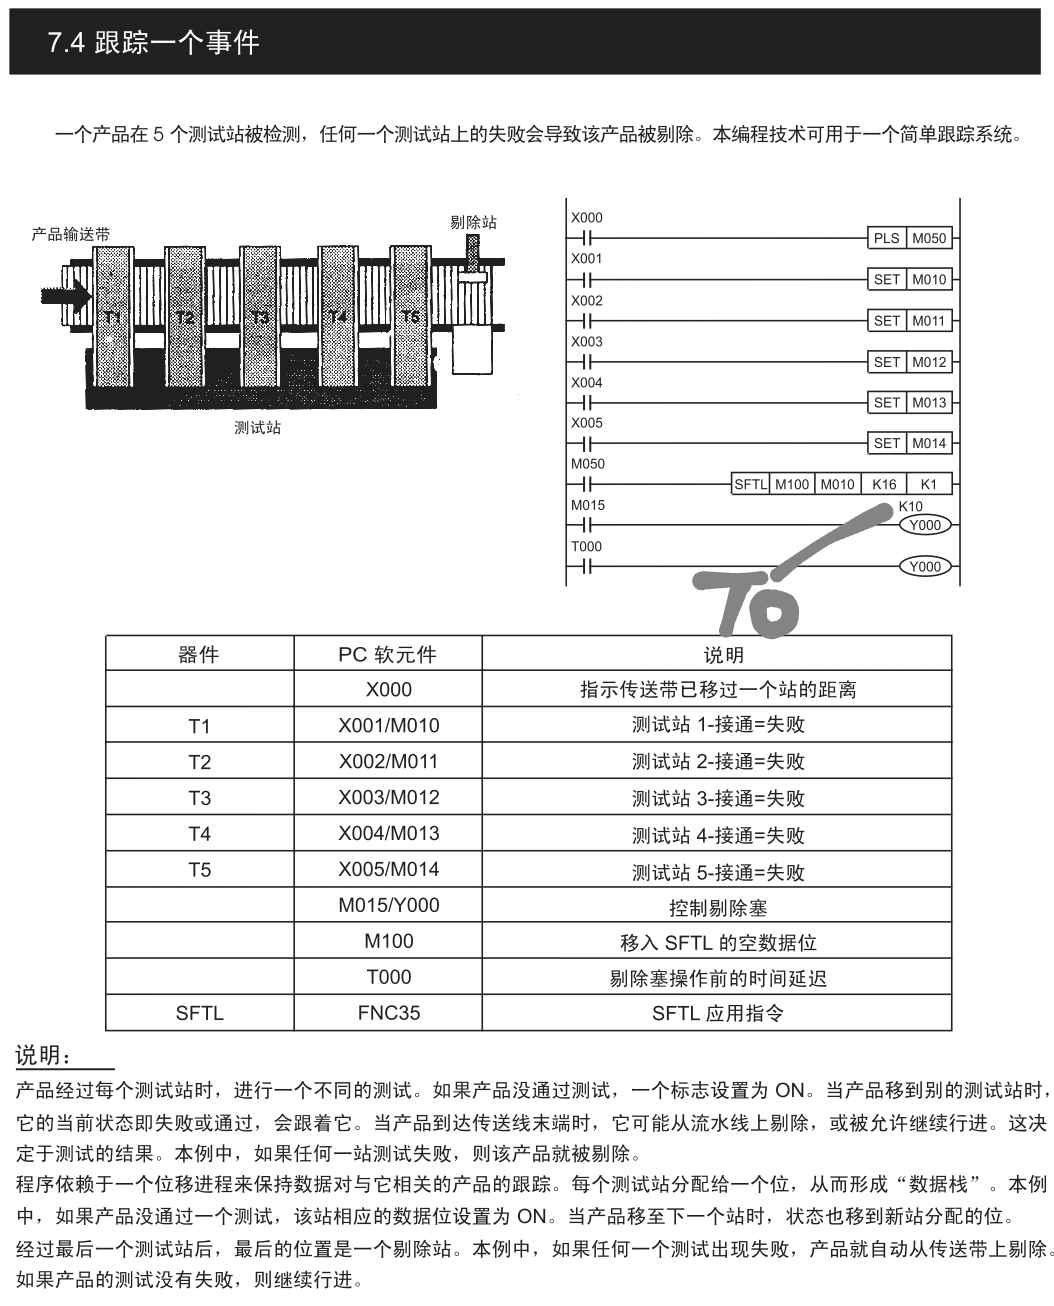 7.4 跟踪一个事件
一个产品在 5 个测试站被检测，任何一个测试站上的失败会导致该产品被剔除。本编程技术可用于一个简单跟踪系统。
产品输送带
剔除站
T1 T2 T3 T4 T5
测试站
X000
PLS M050
X001
SET M010
X002
SET M011
X003
SET M012
X004
SET M013
X005
SET M014
M050
SFTL M100 M010 K16 K1
M015
K10
Y000
T000
Y000
TO
器件 PC 软元件 说明
X000 指示传送带已移过一个站的距离
T1 X001/M010 测试站 1-接通=失败
T2 X002/M011 测试站 2-接通=失败
T3 X003/M012 测试站 3-接通=失败
T4 X004/M013 测试站 4-接通=失败
T5 X005/M014 测试站 5-接通=失败
M015/Y000 控制剔除塞
M100 移入 SFTL 的空数据位
T000 剔除塞操作前的时间延迟
SFTL FNC35 SFTL 应用指令
说明：
产品经过每个测试站时，进行一个不同的测试。如果产品没通过测试，一个标志设置为 ON。当产品移到别的测试站时，
它的当前状态即失败或通过，会跟着它。当产品到达传送线末端时，它可能从流水线上剔除，或被允许继续行进。这决
定于测试的结果。本例中，如果任何一站测试失败，则该产品就被剔除。
程序依赖于一个位移进程来保持数据对与它相关的产品的跟踪。每个测试站分配给一个位，从而形成“数据栈”。本例
中，如果产品没通过一个测试，该站相应的数据位设置为 ON。当产品移至下一个站时，状态也移到新站分配的位。
经过最后一个测试站后，最后的位置是一个剔除站。本例中，如果任何一个测试出现失败，产品就自动从传送带上剔除。
如果产品的测试没有失败，则继续行进。